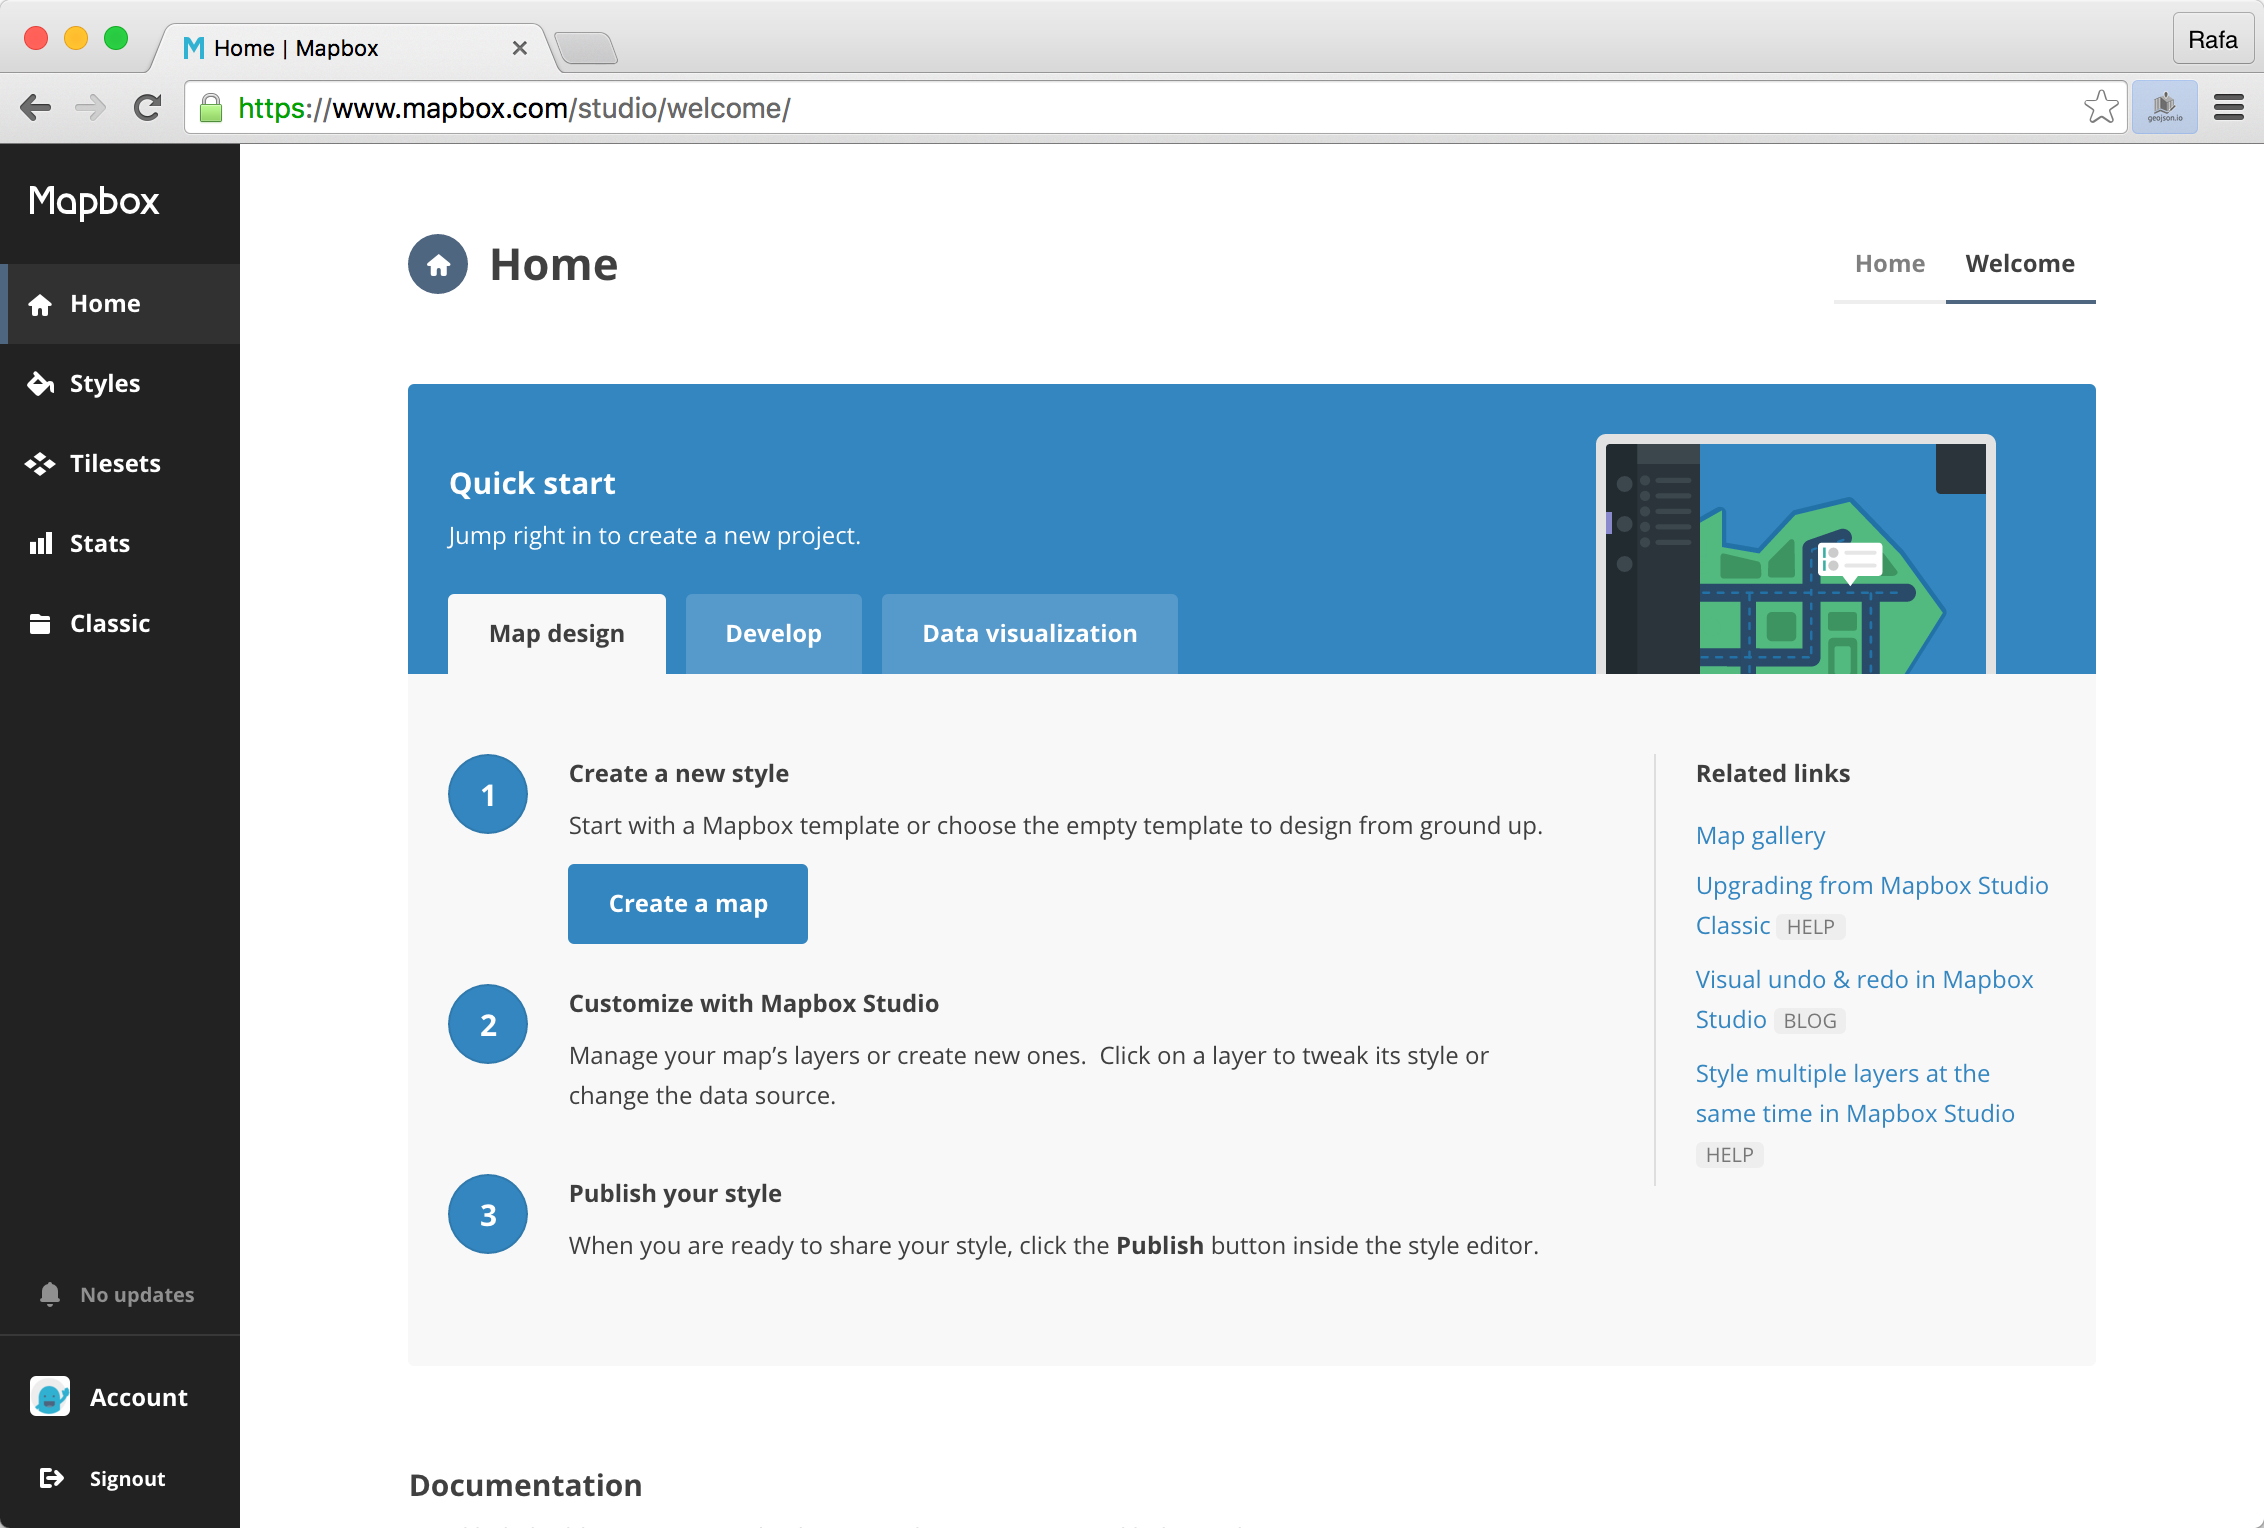 Home | Mapbox
Rafa
https://www.mapbox.com/studio/welcome/
geojson.io
Mapbox
Home
Styles
Tilesets
Stats
Classic
No updates
Account
Signout
Home
Home
Welcome
Quick start
Jump right in to create a new project.
Map design
Develop
Data visualization
1
Create a new style
Start with a Mapbox template or choose the empty template to design from ground up.
Create a map
2
Customize with Mapbox Studio
Manage your map’s layers or create new ones.  Click on a layer to tweak its style or
change the data source.
3
Publish your style
When you are ready to share your style, click the Publish button inside the style editor.
Related links
Map gallery
Upgrading from Mapbox Studio
Classic HELP
Visual undo & redo in Mapbox
Studio BLOG
Style multiple layers at the
same time in Mapbox Studio
HELP
Documentation